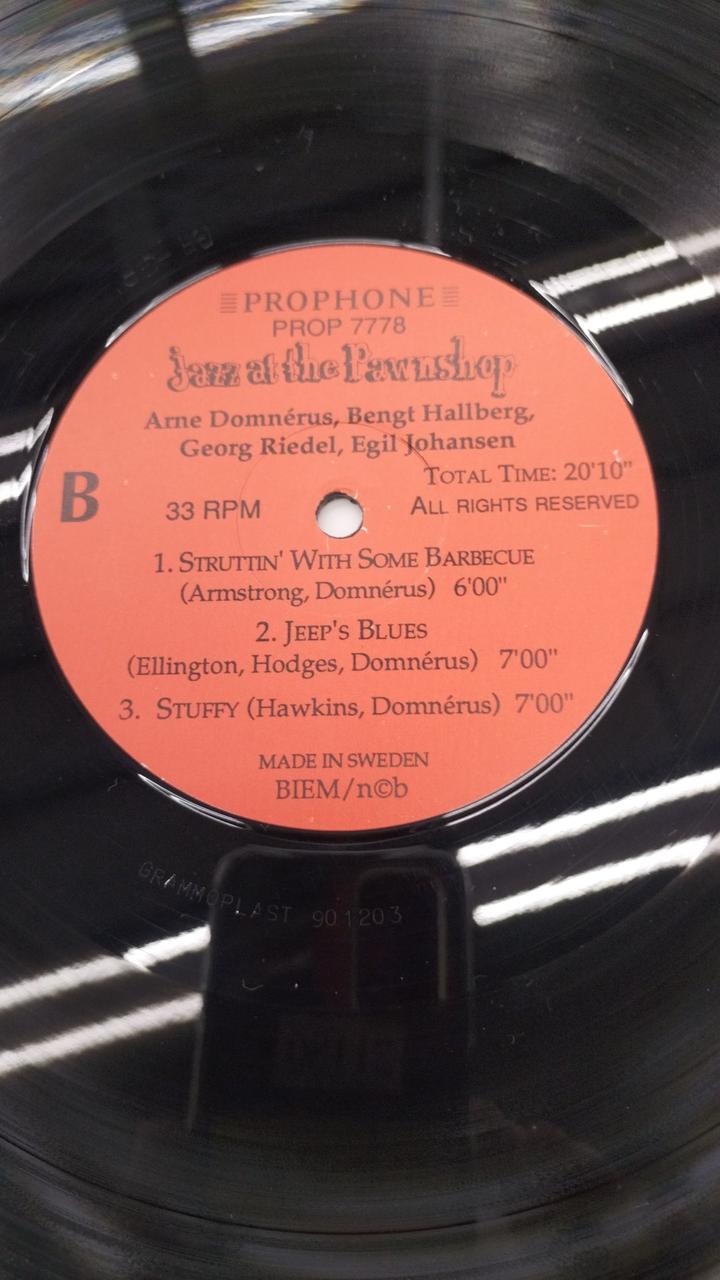 PROPHONE
PROP 7778
Jazz at the Pawnshop
Arne Domnérus, Bengt Hallberg,
Georg Riedel, Egil Johansen
TOTAL TIME: 20'10"
B
33 RPM
ALL RIGHTS RESERVED
1. STRUTTIN' WITH SOME BARBECUE
(Armstrong, Domnérus) 6'00"
2. JEEP'S BLUES
(Ellington, Hodges, Domnérus) 7'00"
3. STUFFY (Hawkins, Domnérus) 7'00"
MADE IN SWEDEN
BIEM/n©b
GRAMMOPLAST 901203